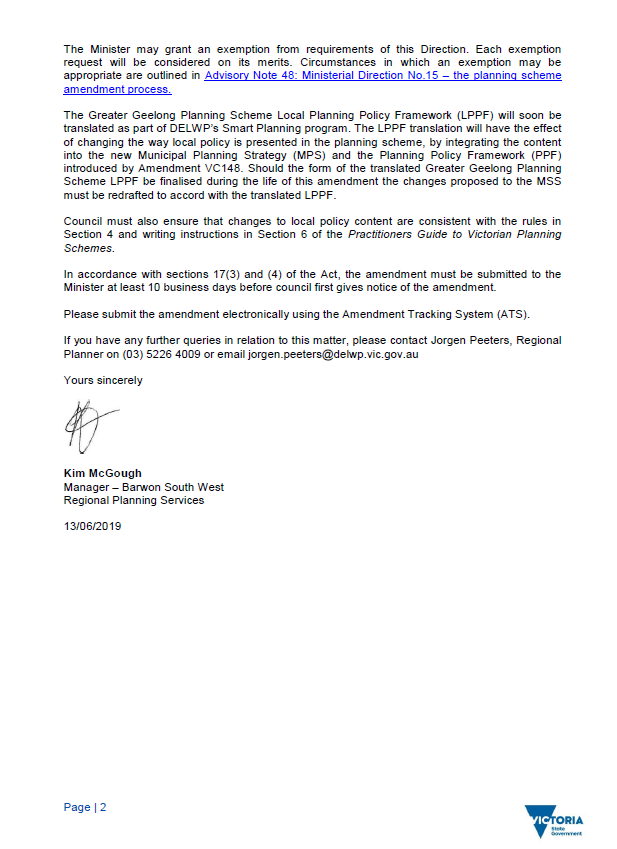 The Minister may grant an exemption from requirements of this Direction. Each exemption
request will be considered on its merits. Circumstances in which an exemption may be
appropriate are outlined in Advisory Note 48: Ministerial Direction No.15 – the planning scheme
amendment process.
The Greater Geelong Planning Scheme Local Planning Policy Framework (LPPF) will soon be
translated as part of DELWP's Smart Planning program. The LPPF translation will have the effect
of changing the way local policy is presented in the planning scheme, by integrating the content
into the new Municipal Planning Strategy (MPS) and the Planning Policy Framework (PPF)
introduced by Amendment VC148. Should the form of the translated Greater Geelong Planning
Scheme LPPF be finalised during the life of this amendment the changes proposed to the MSS
must be redrafted to accord with the translated LPPF.
Council must also ensure that changes to local policy content are consistent with the rules in
Section 4 and writing instructions in Section 6 of the Practitioners Guide to Victorian Planning
Schemes.
In accordance with sections 17(3) and (4) of the Act, the amendment must be submitted to the
Minister at least 10 business days before council first gives notice of the amendment.
Please submit the amendment electronically using the Amendment Tracking System (ATS).
If you have any further queries in relation to this matter, please contact Jorgen Peeters, Regional
Planner on (03) 5226 4009 or email jorgen.peeters@delwp.vic.gov.au
Yours sincerely
Kim McGough
Manager – Barwon South West
Regional Planning Services
13/06/2019
Page | 2
VICTORIA
State
Government